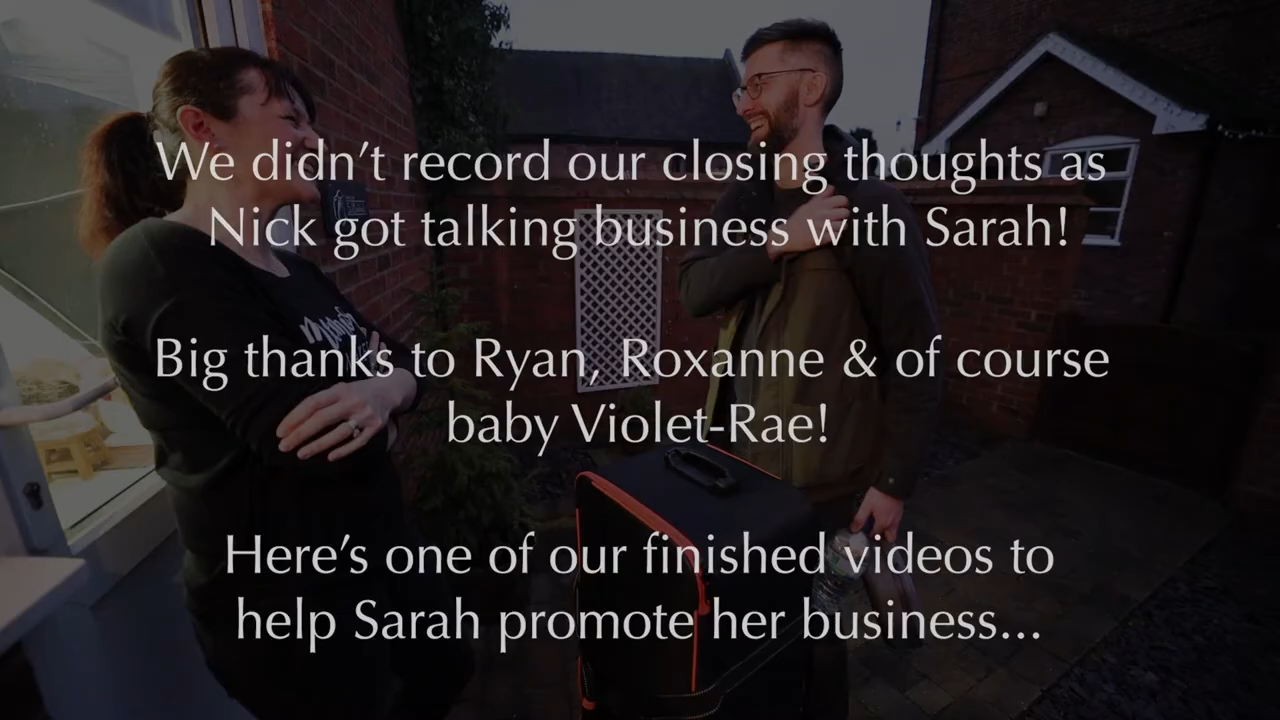 We didn’t record our closing thoughts as
Nick got talking business with Sarah!
Big thanks to Ryan, Roxanne & of course
baby Violet-Rae!
Here’s one of our finished videos to
help Sarah promote her business...